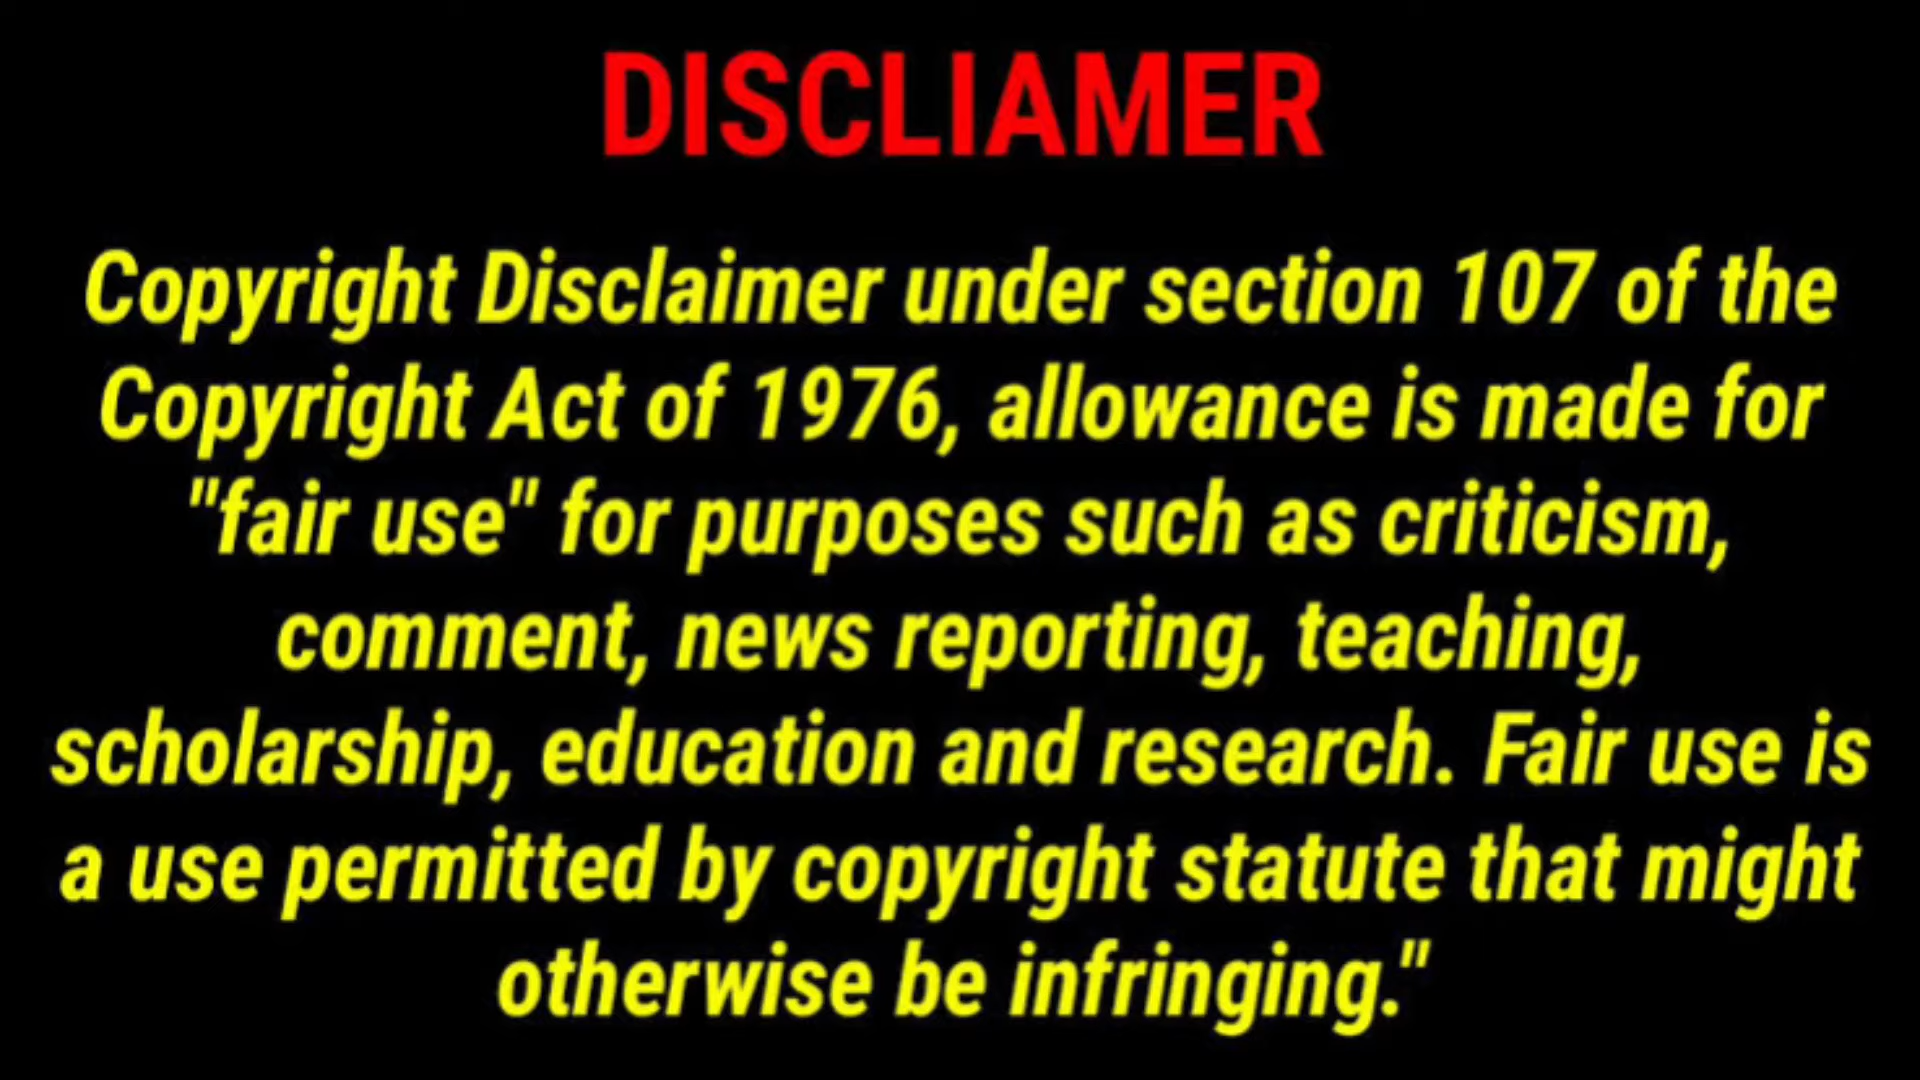 DISCLIAMER
Copyright Disclaimer under section 107 of the
Copyright Act of 1976, allowance is made for
"fair use" for purposes such as criticism,
comment, news reporting, teaching,
scholarship, education and research. Fair use is
a use permitted by copyright statute that might
otherwise be infringing."